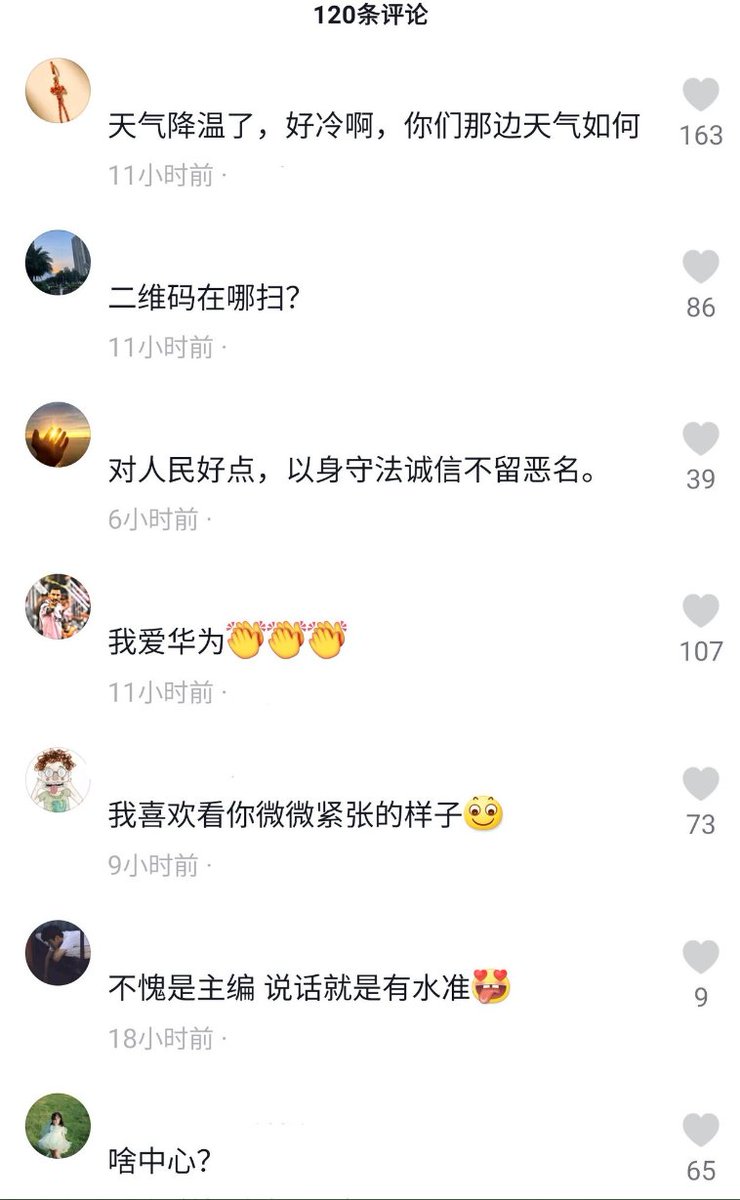 120条评论
天气降温了，好冷啊，你们那边天气如何
163
11小时前 ·
二维码在哪扫？
86
11小时前 ·
对人民好点，以身守法诚信不留恶名。
39
6小时前 ·
我爱华为👏👏👏
107
11小时前 ·
我喜欢看你微微紧张的样子
73
9小时前 ·
不愧是主编 说话就是有水准
9
18小时前 ·
啥中心？
65